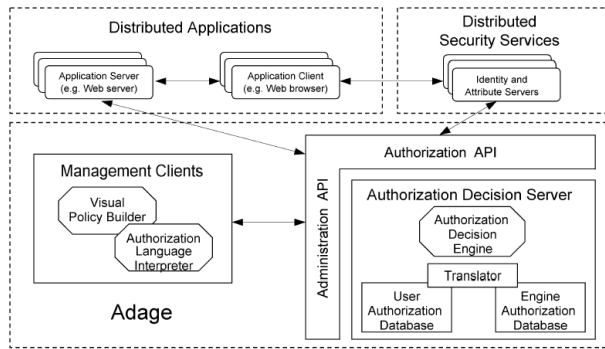 Distributed Applications
Application Server
(e.g. Web server)
Application Client
(e.g. Web browser)
Distributed
Security Services
Identity and
Attribute Servers
Authorization API
Administration API
Management Clients
Visual
Policy Builder
Authorization
Language
Interpreter
Authorization Decision Server
Authorization
Decision
Engine
Translator
User
Authorization
Database
Engine
Authorization
Database
Adage